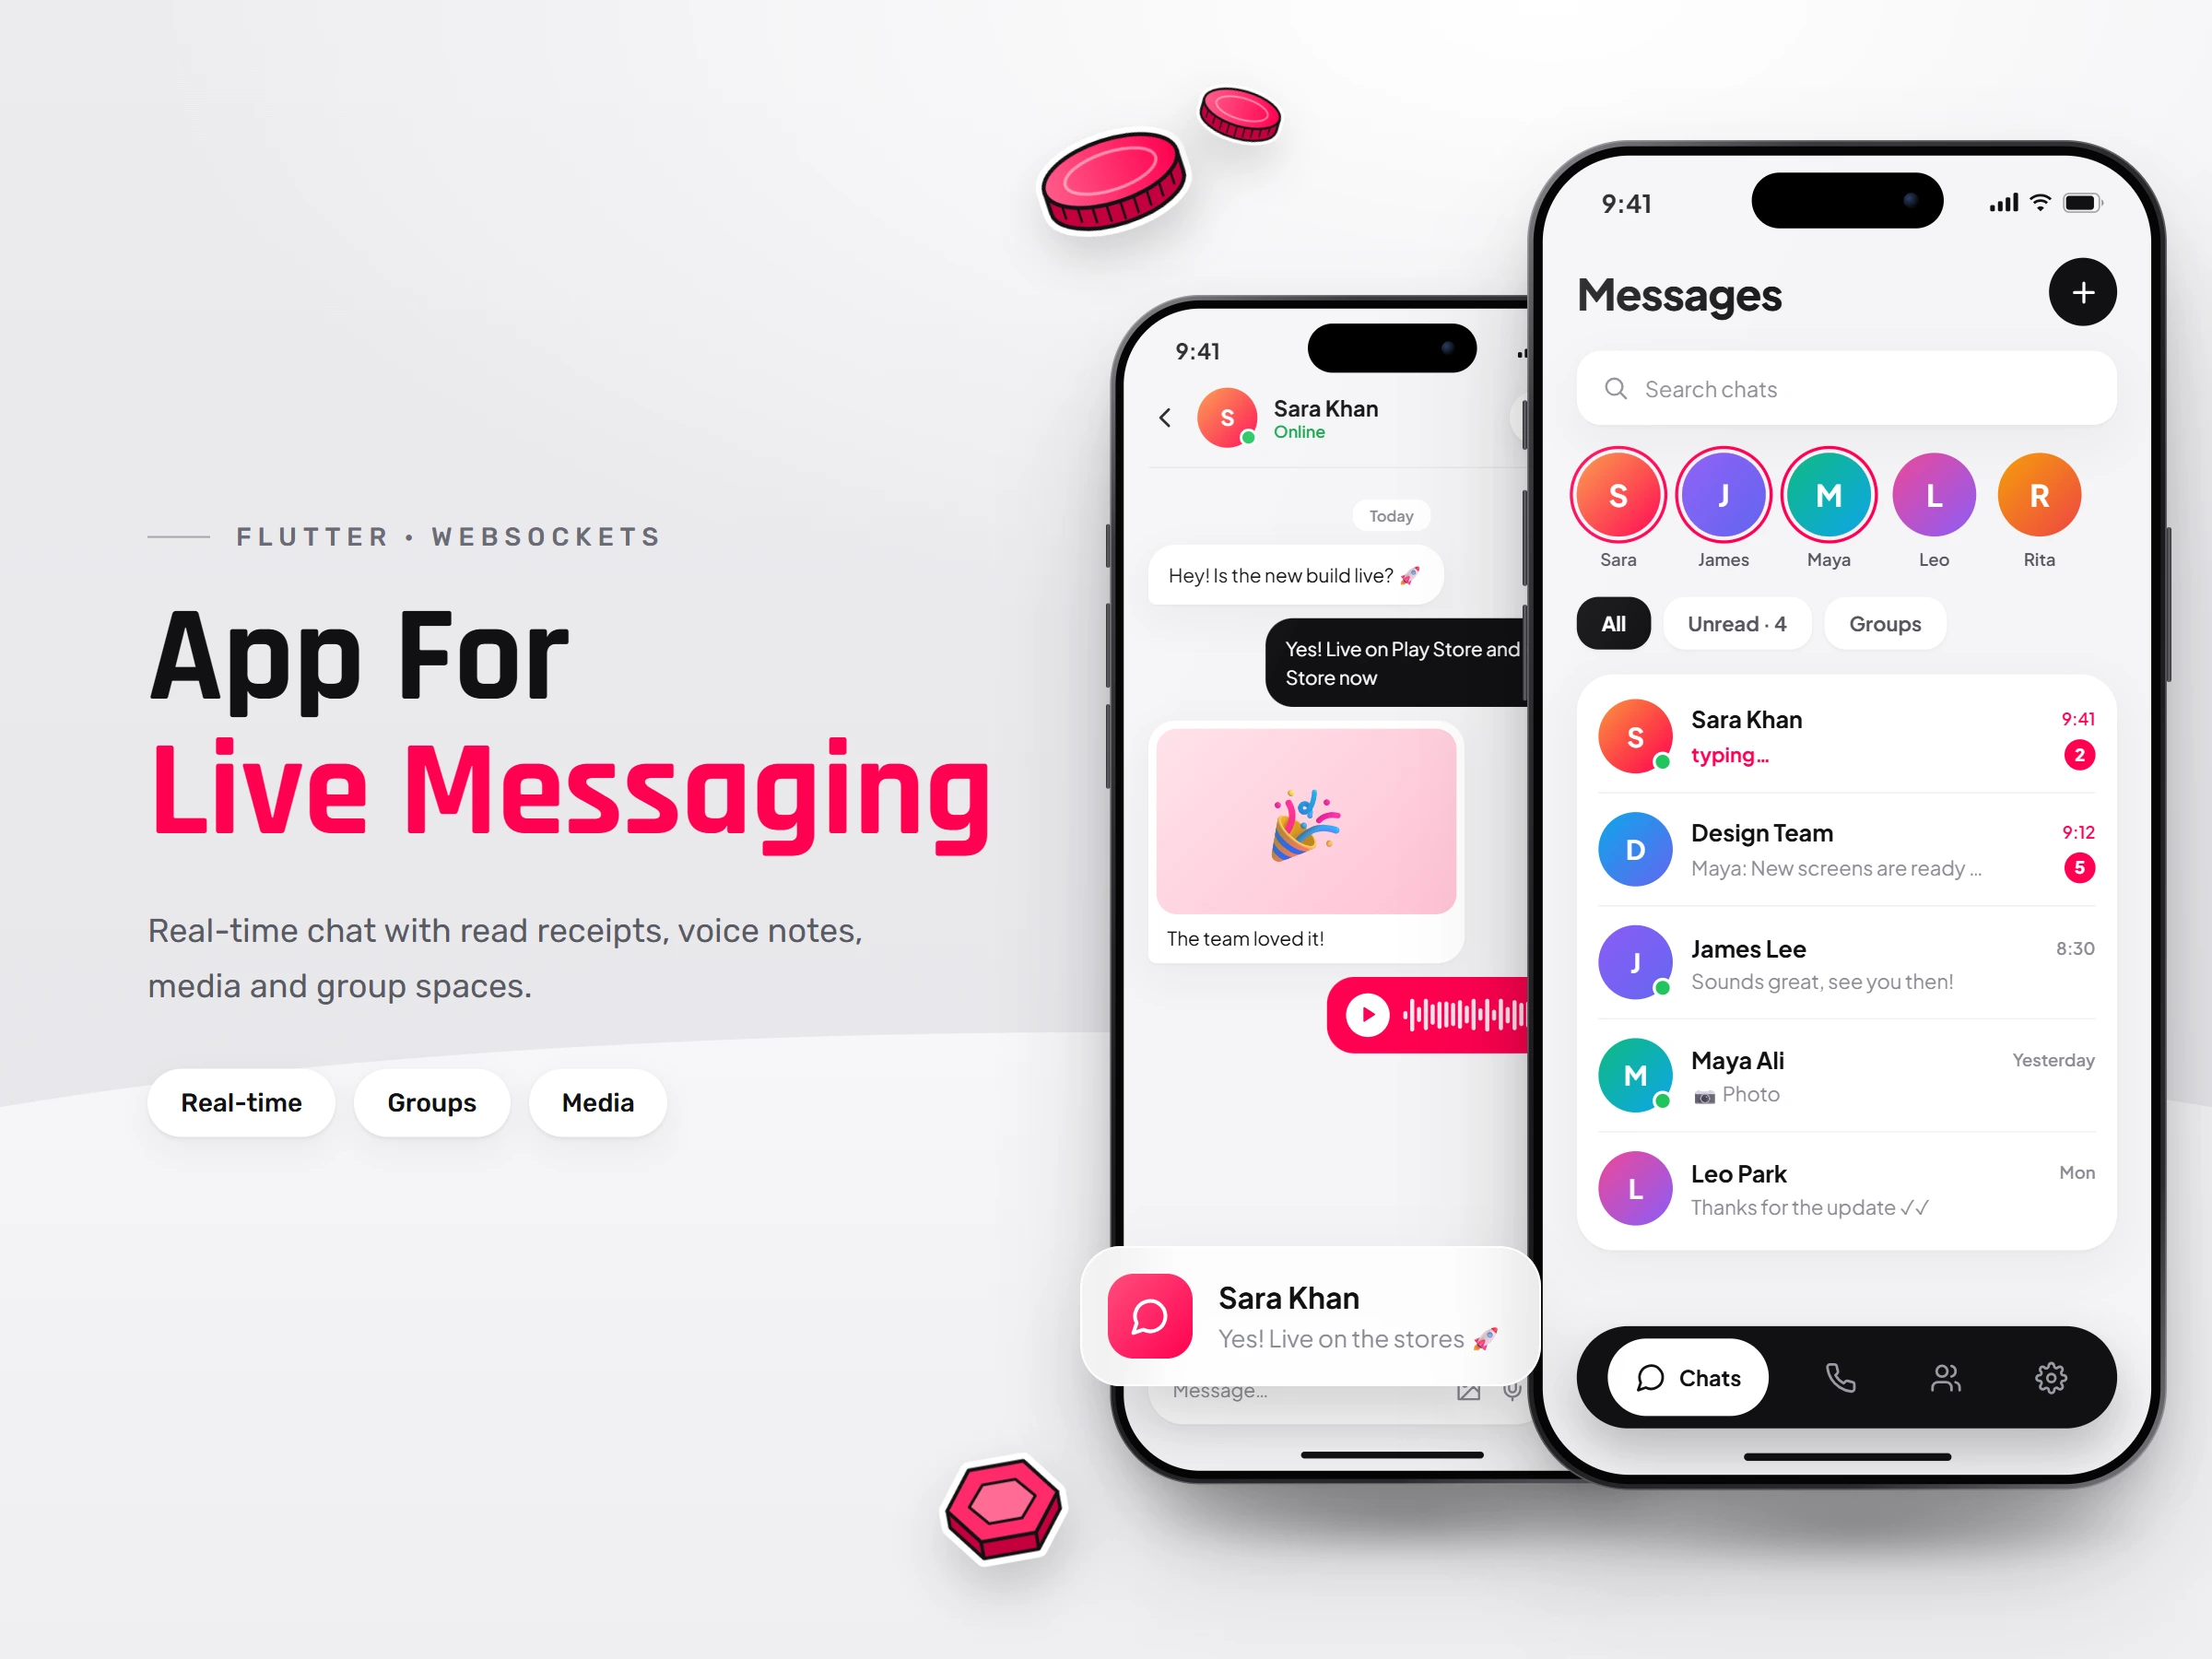 FLUTTER • WEBSOCKETS
App For
Live Messaging
Real-time chat with read receipts, voice notes,
media and group spaces.
Real-time
Groups
Media
9:41
S
Sara Khan
Online
Today
Hey! Is the new build live? 🚀
Yes! Live on Play Store and
Store now
The team loved it!
Sara Khan
Yes! Live on the stores 🚀
Message...
9:41
Messages
Search chats
S
J
M
L
R
Sara
James
Maya
Leo
Rita
All
Unread · 4
Groups
S
Sara Khan
9:41
typing...
2
D
Design Team
9:12
Maya: New screens are ready ...
5
J
James Lee
8:30
Sounds great, see you then!
M
Maya Ali
Yesterday
📷 Photo
L
Leo Park
Mon
Thanks for the update ✓✓
Chats